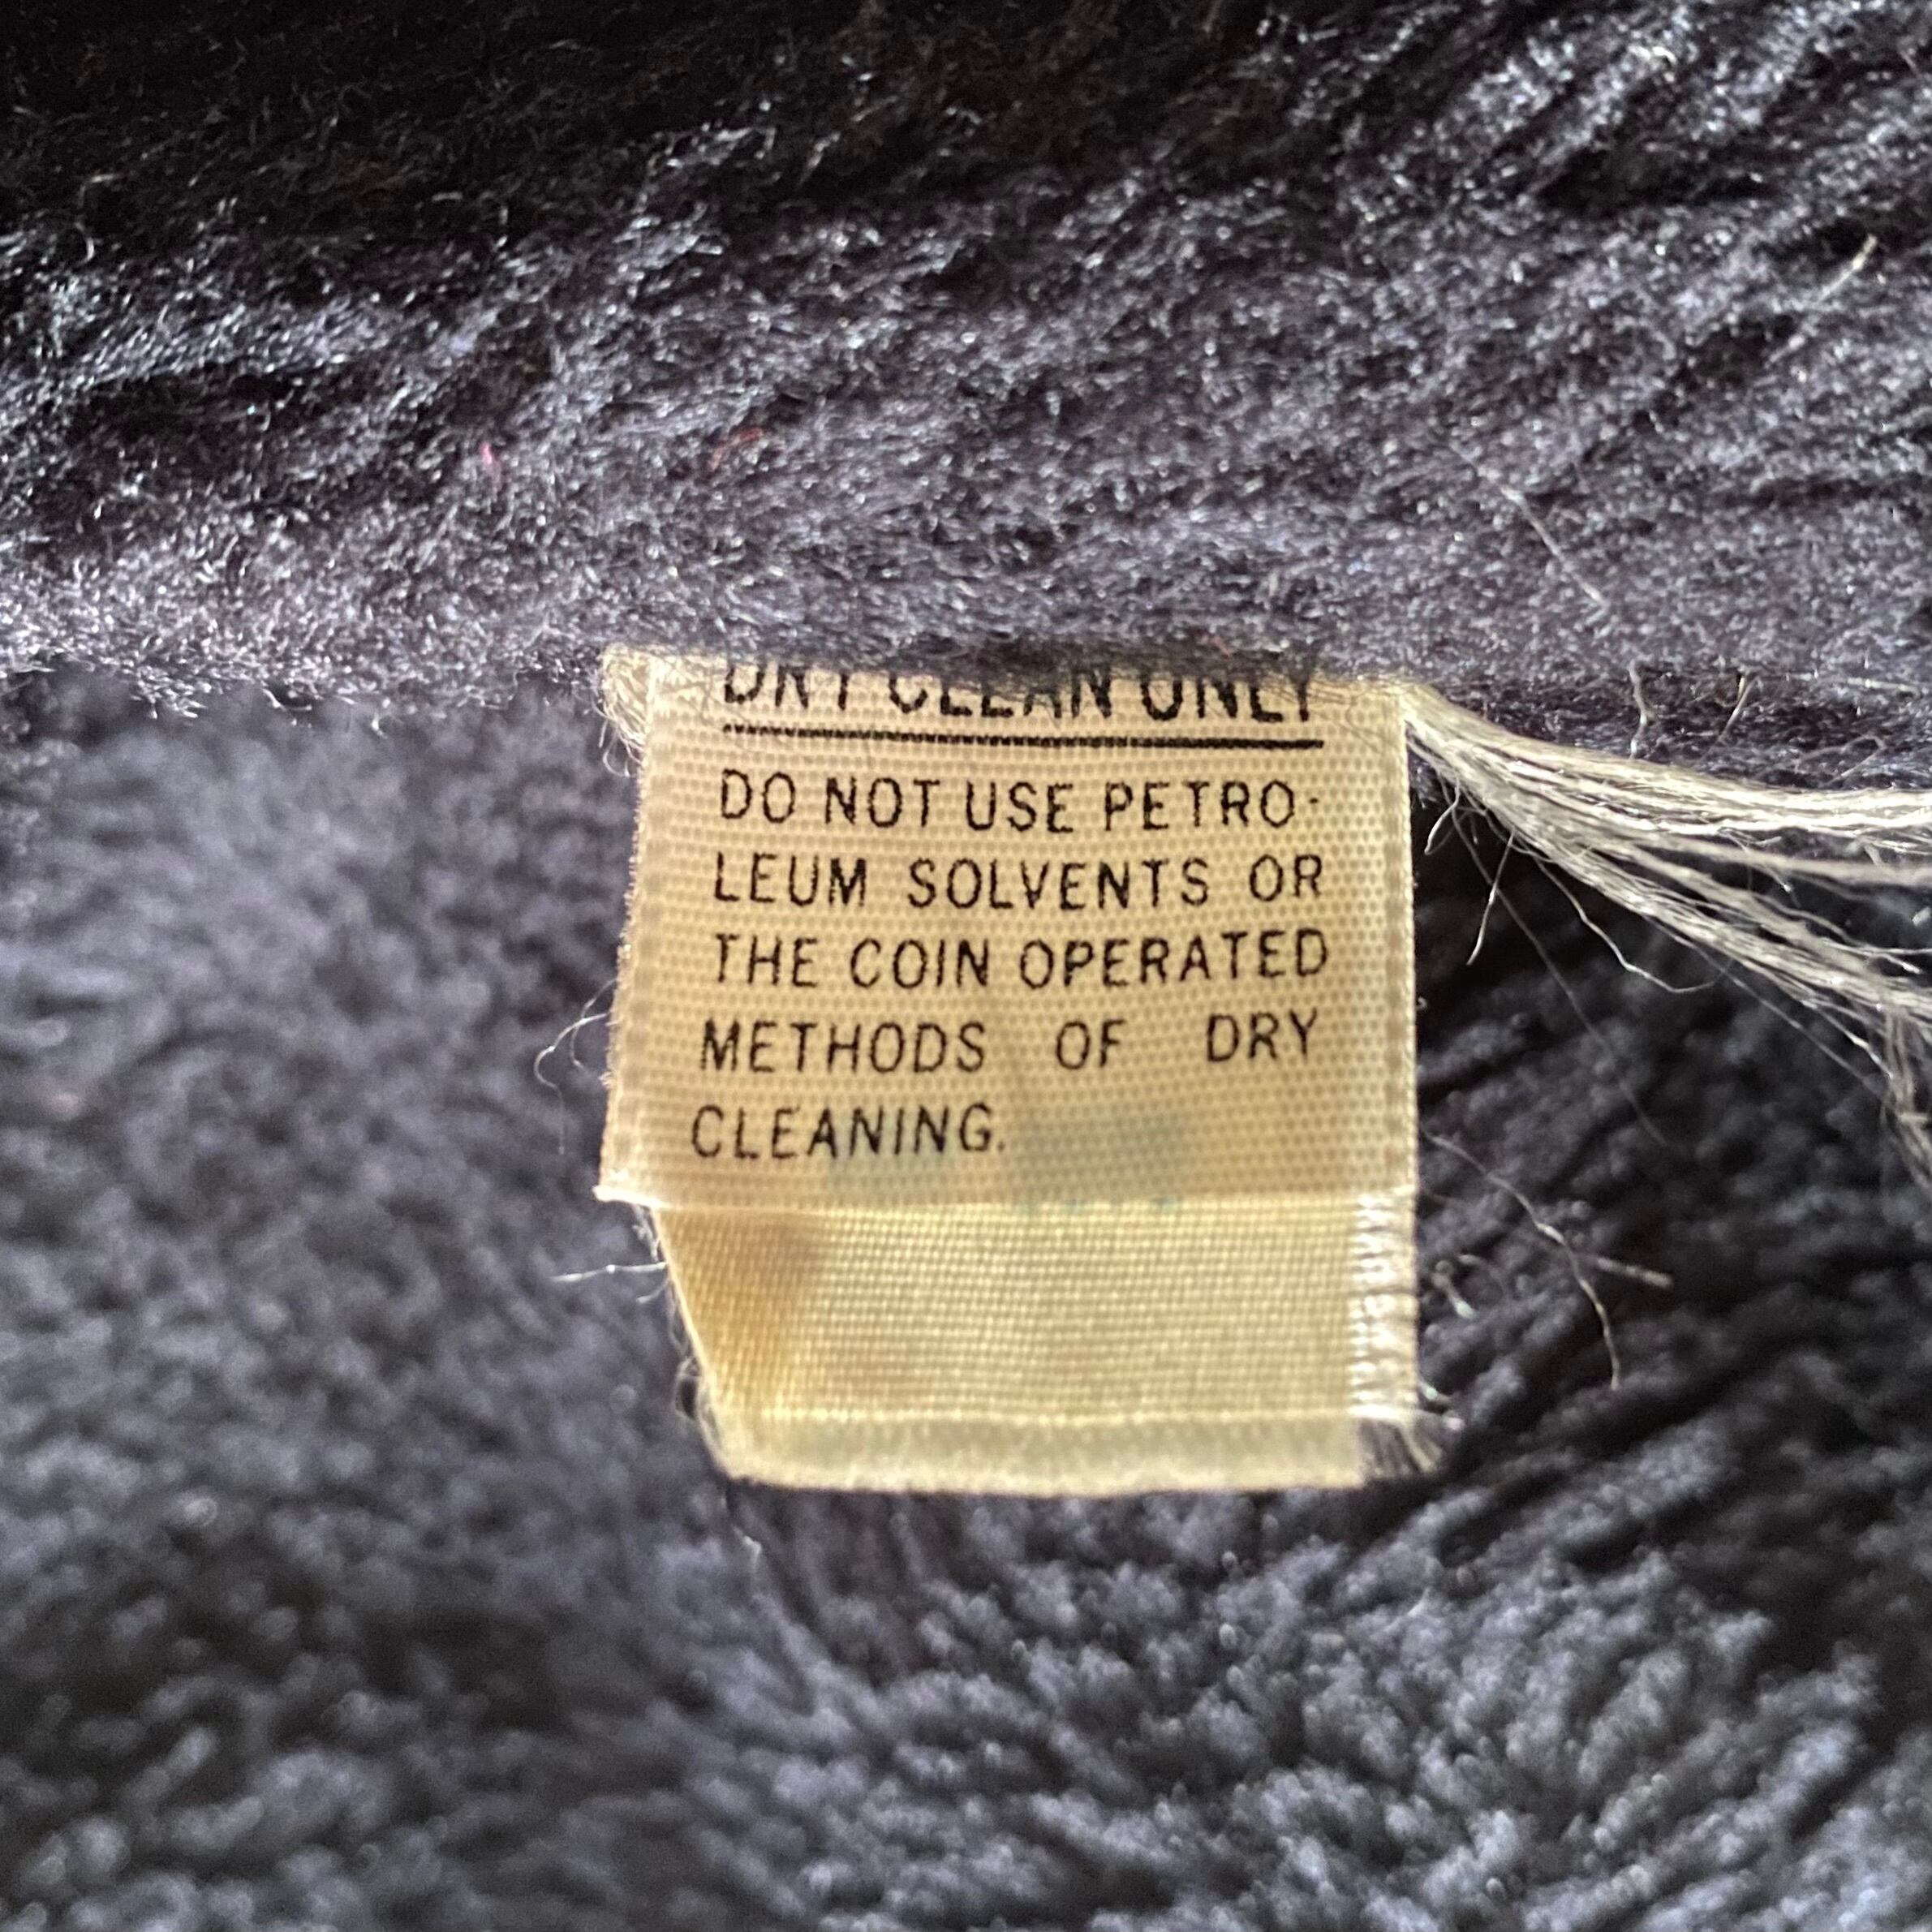 DRY CLEAN ONLY
DO NOT USE PETRO-
LEUM SOLVENTS OR
THE COIN OPERATED
METHODS OF DRY
CLEANING.